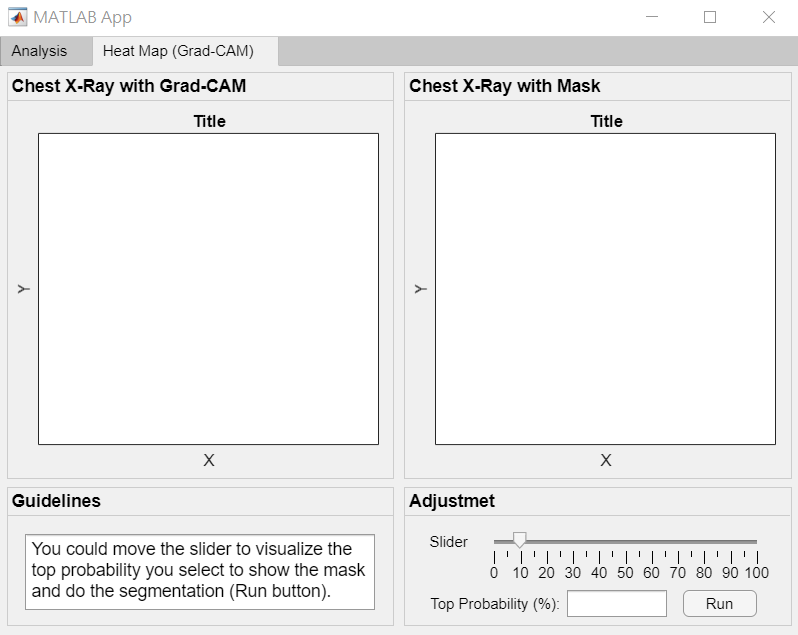 MATLAB App
Analysis
Heat Map (Grad-CAM)
Chest X-Ray with Grad-CAM
Title
Y
X
Chest X-Ray with Mask
Title
Y
X
Guidelines
You could move the slider to visualize the
top probability you select to show the mask
and do the segmentation (Run button).
Adjustmet
Slider
0 10 20 30 40 50 60 70 80 90 100
Top Probability (%):
Run